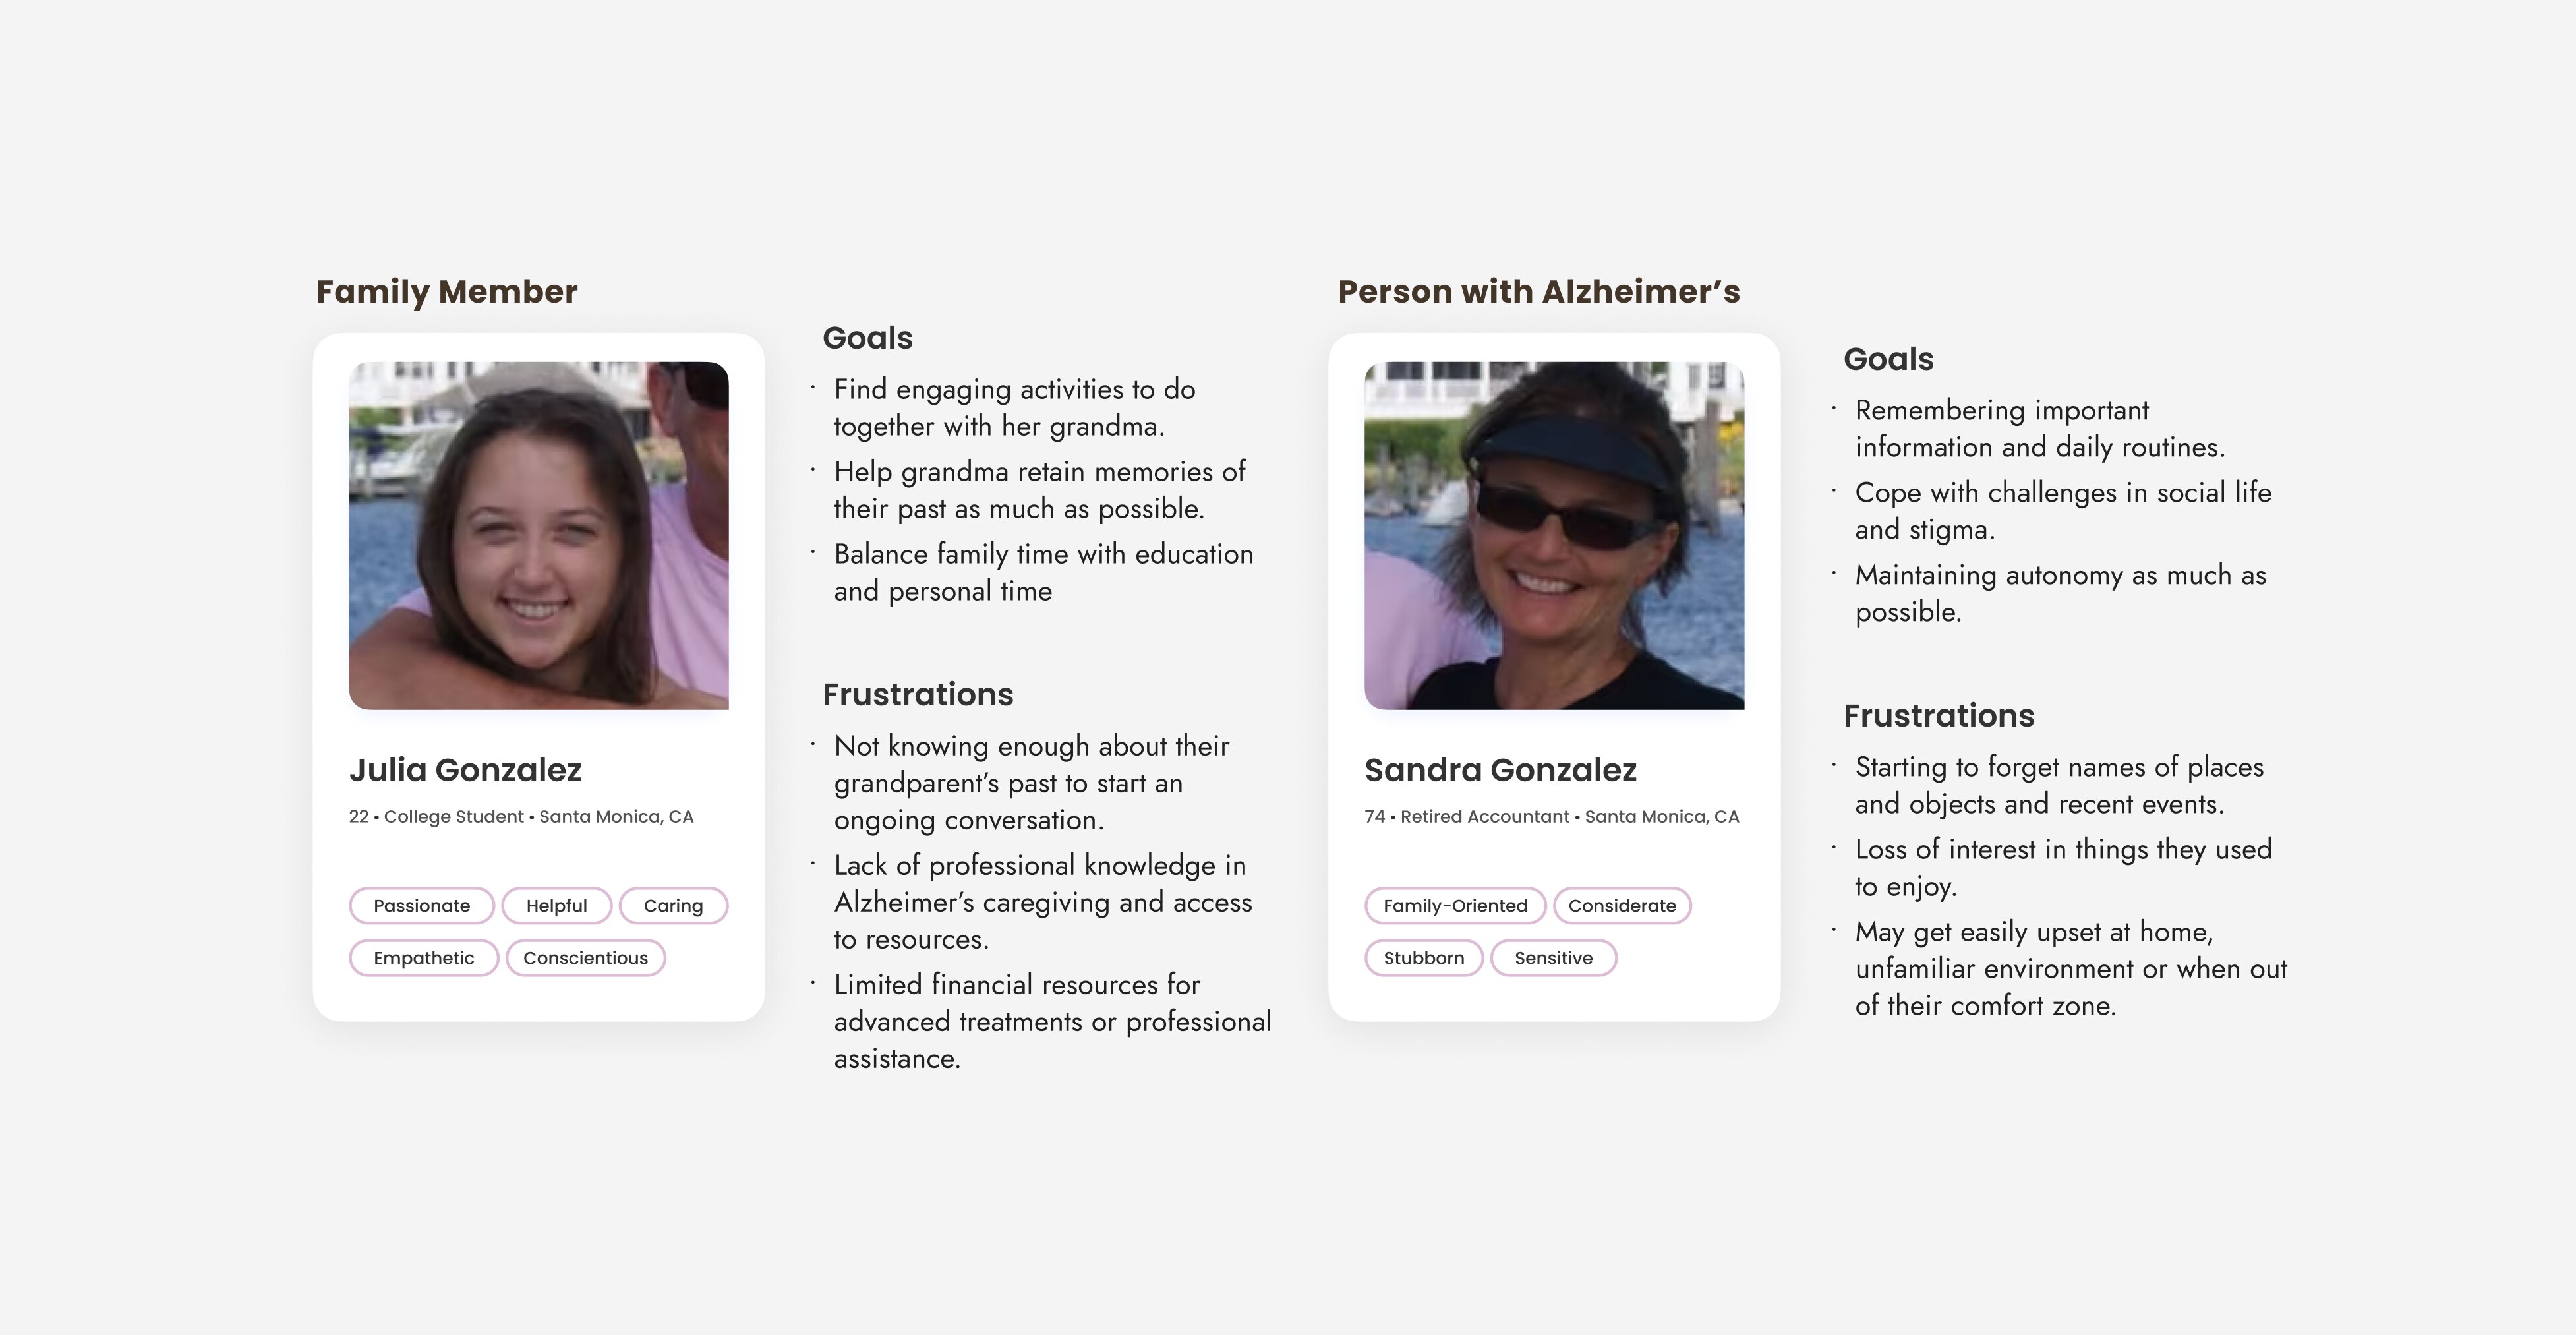 Family Member
Julia Gonzalez
22 • College Student • Santa Monica, CA
Passionate Helpful Caring
Empathetic Conscientious
Goals
· Find engaging activities to do
together with her grandma.
· Help grandma retain memories of
their past as much as possible.
· Balance family time with education
and personal time
Frustrations
· Not knowing enough about their
grandparent’s past to start an
ongoing conversation.
· Lack of professional knowledge in
Alzheimer’s caregiving and access
to resources.
· Limited financial resources for
advanced treatments or professional
assistance.
Person with Alzheimer’s
Sandra Gonzalez
74 • Retired Accountant • Santa Monica, CA
Family-Oriented Considerate
Stubborn Sensitive
Goals
· Remembering important
information and daily routines.
· Cope with challenges in social life
and stigma.
· Maintaining autonomy as much as
possible.
Frustrations
· Starting to forget names of places
and objects and recent events.
· Loss of interest in things they used
to enjoy.
· May get easily upset at home,
unfamiliar environment or when out
of their comfort zone.